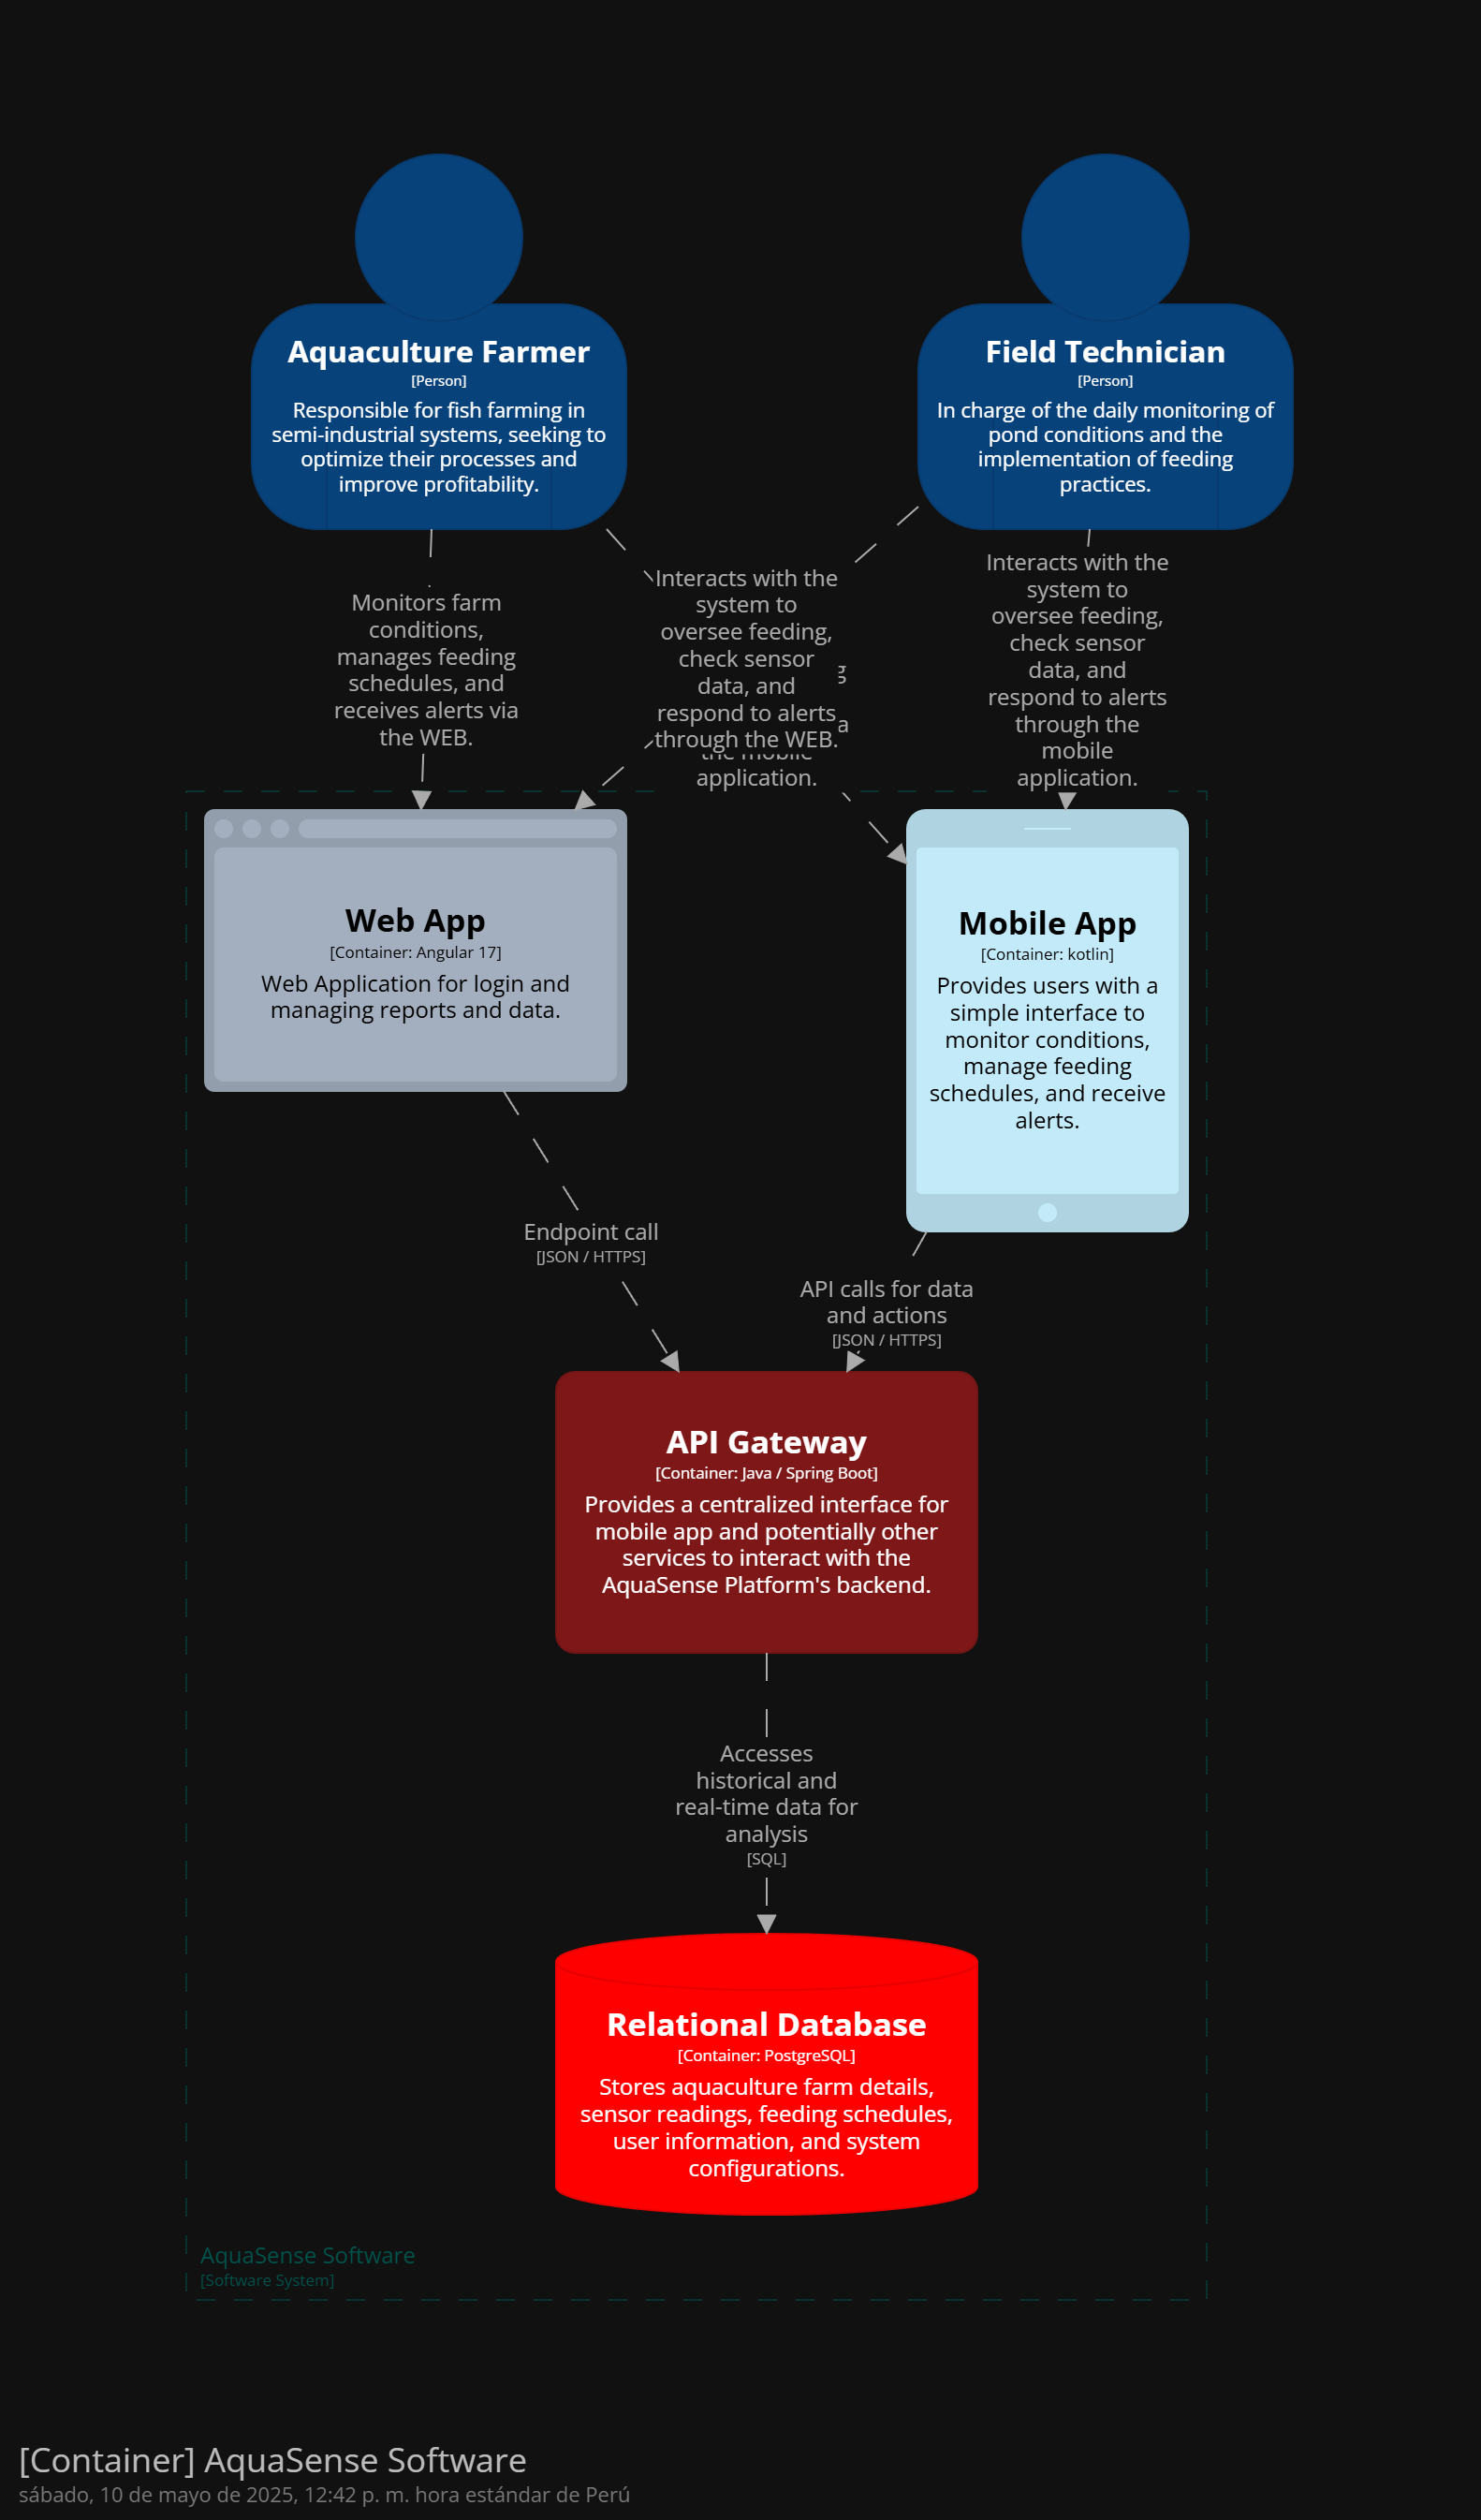 Aquaculture Farmer
[Person]
Responsible for fish farming in
semi-industrial systems, seeking to
optimize their processes and
improve profitability.
Field Technician
[Person]
In charge of the daily monitoring of
pond conditions and the
implementation of feeding
practices.
Monitors farm
conditions,
manages feeding
schedules, and
receives alerts via
the WEB.
Interacts with the
system to
oversee feeding,
check sensor
data, and
respond to alerts
through the WEB.
the mobile
application.
Interacts with the
system to
oversee feeding,
check sensor
data, and
respond to alerts
through the
mobile
application.
Web App
[Container: Angular 17]
Web Application for login and
managing reports and data.
Mobile App
[Container: kotlin]
Provides users with a
simple interface to
monitor conditions,
manage feeding
schedules, and receive
alerts.
Endpoint call
[JSON / HTTPS]
API calls for data
and actions
[JSON / HTTPS]
API Gateway
[Container: Java / Spring Boot]
Provides a centralized interface for
mobile app and potentially other
services to interact with the
AquaSense Platform's backend.
Accesses
historical and
real-time data for
analysis
[SQL]
Relational Database
[Container: PostgreSQL]
Stores aquaculture farm details,
sensor readings, feeding schedules,
user information, and system
configurations.
AquaSense Software
[Software System]
[Container] AquaSense Software
sábado, 10 de mayo de 2025, 12:42 p. m. hora estándar de Perú